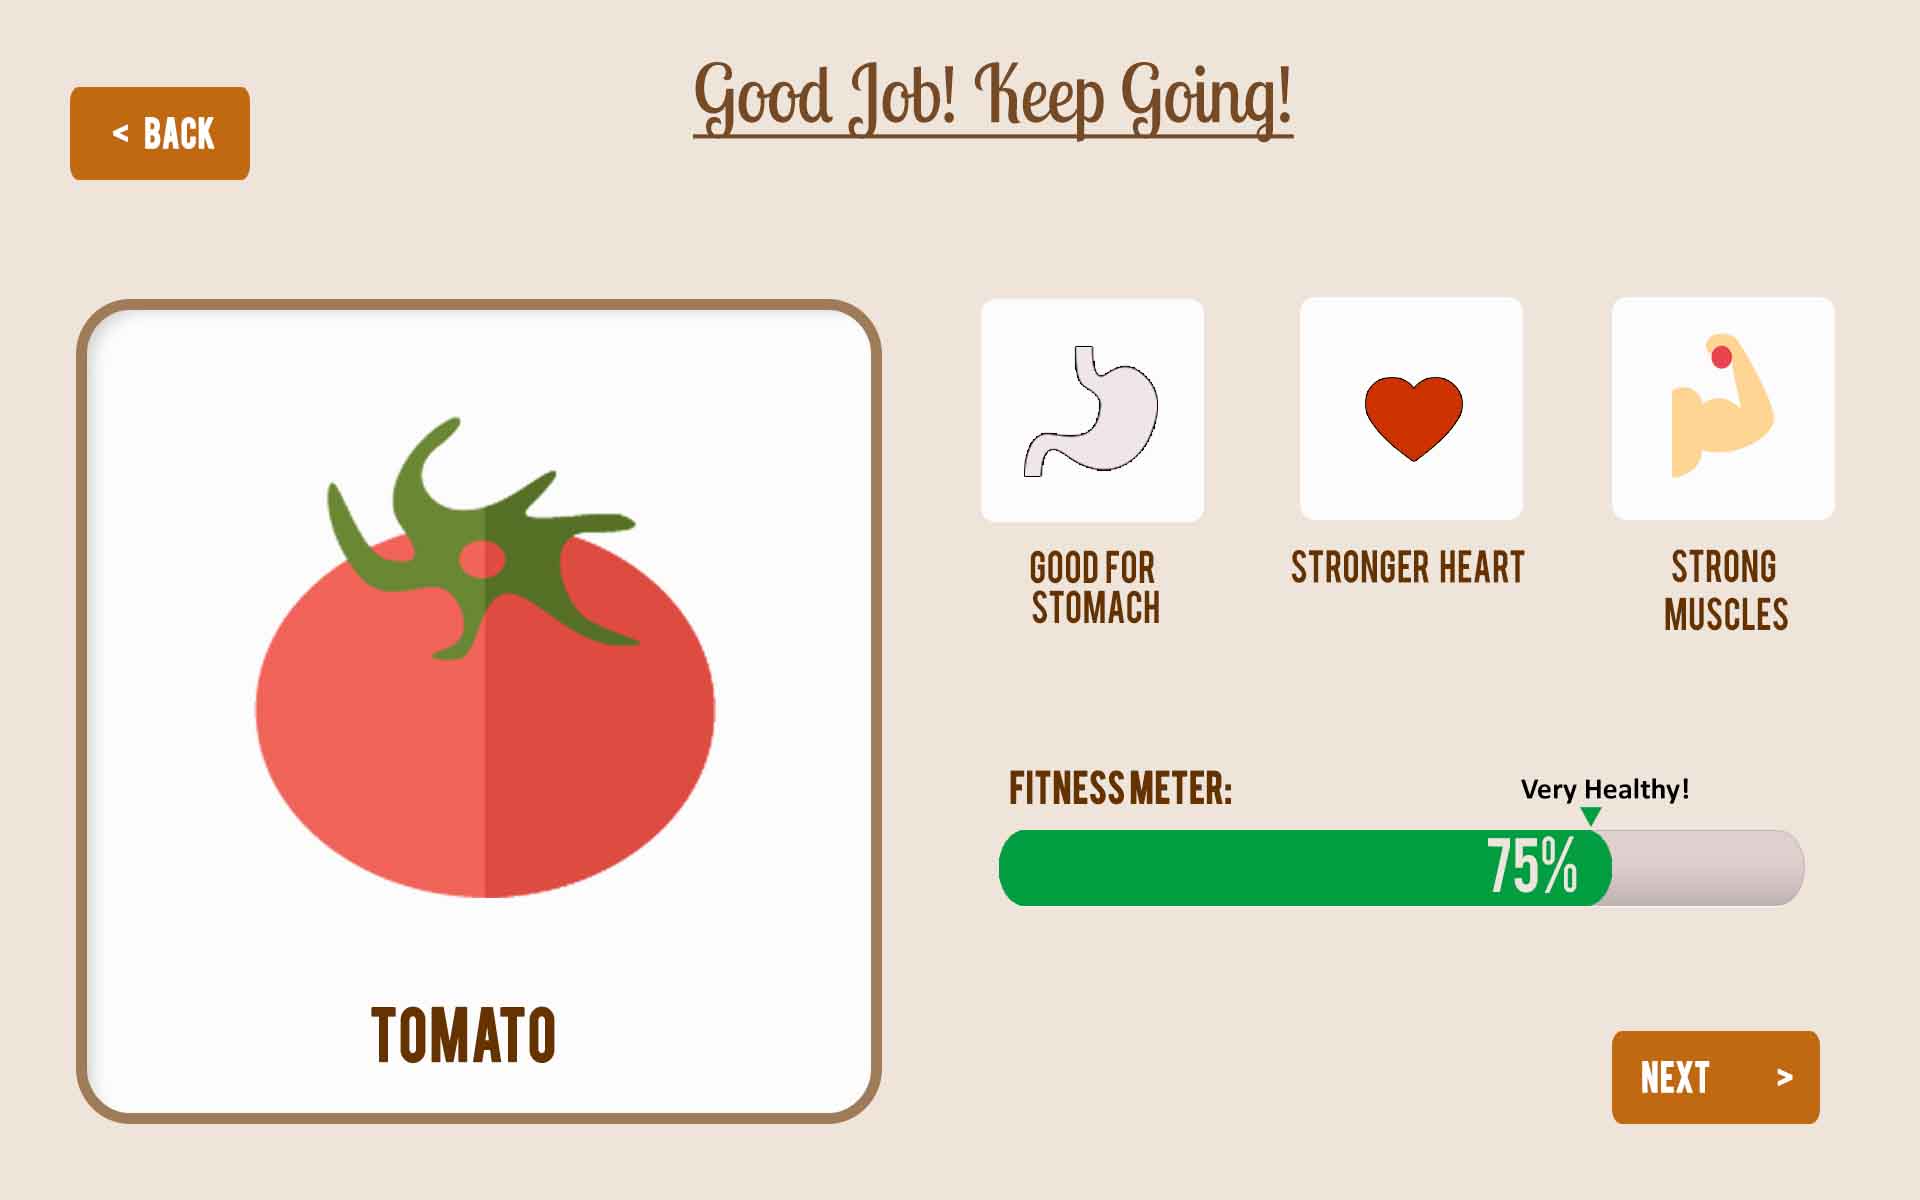 Good Job! Keep Going!
< BACK
TOMATO
GOOD FOR
STOMACH
STRONGER HEART
STRONG
MUSCLES
FITNESS METER:
Very Healthy!
75%
NEXT >